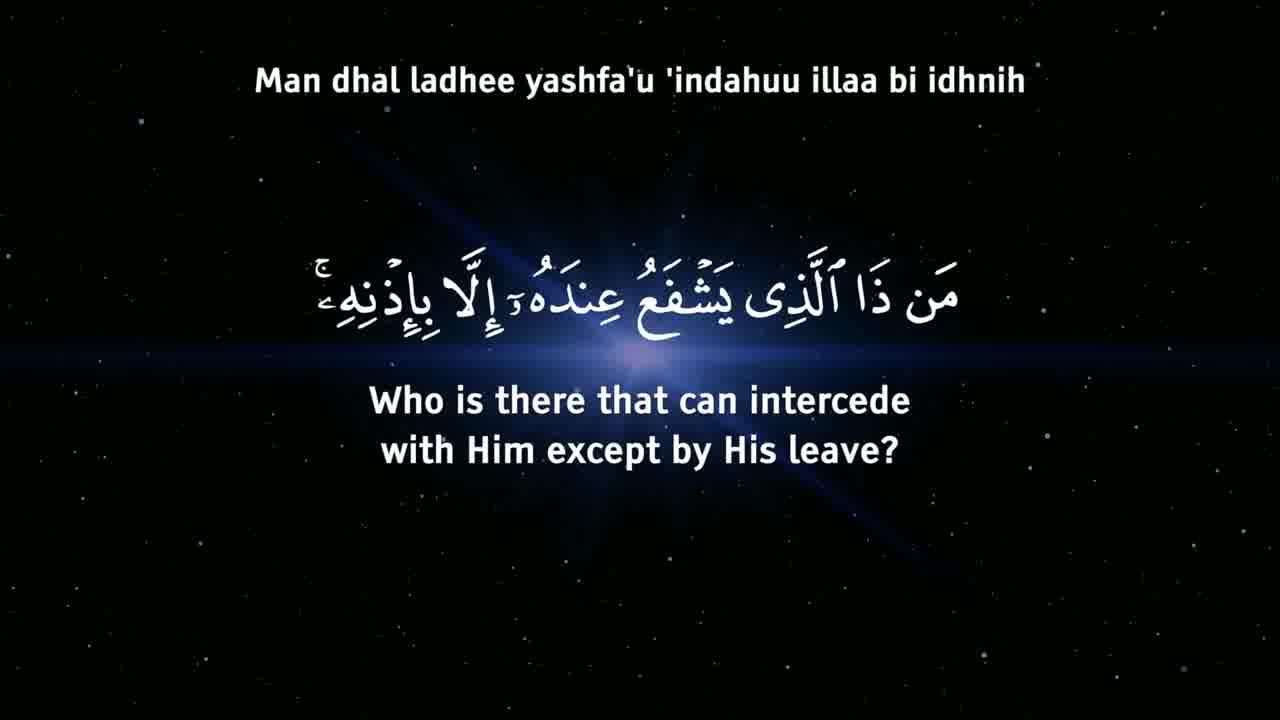 Man dhal ladhee yashfa'u 'indahuu illaa bi idhnih
مَن ذَا ٱلَّذِى يَشْفَعُ عِندَهُۥٓ إِلَّا بِإِذْنِهِۦ ۚ
Who is there that can intercede
with Him except by His leave?